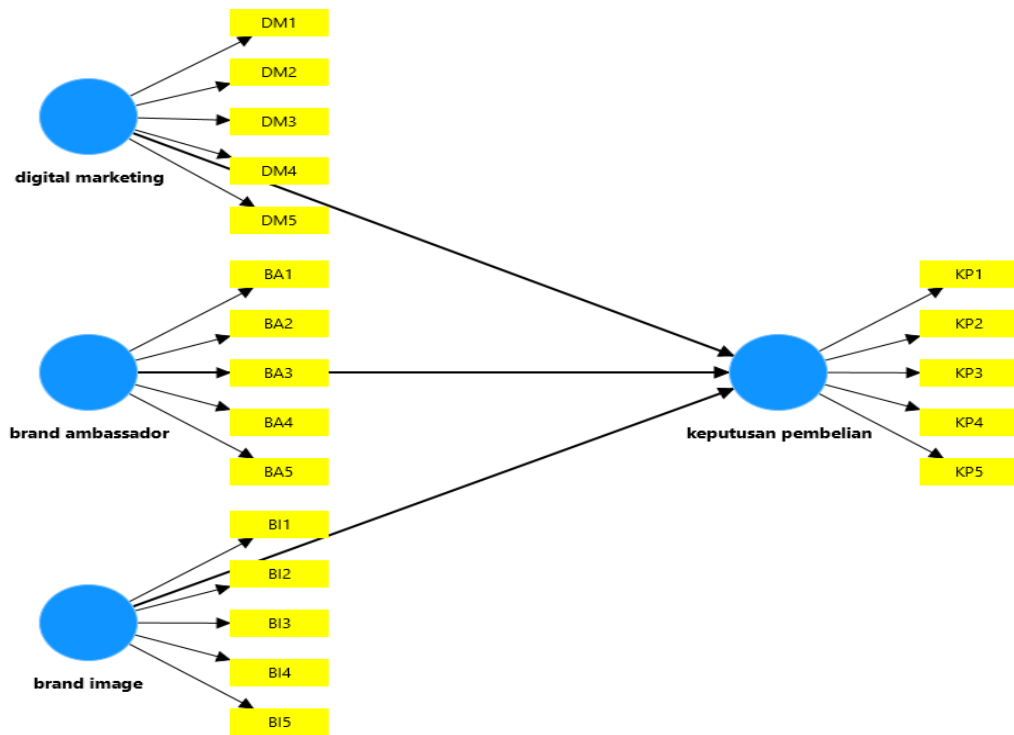 DM1
DM2
DM3
DM4
DM5
digital marketing
BA1
BA2
BA3
BA4
BA5
brand ambassador
BI1
BI2
BI3
BI4
BI5
brand image
keputusan pembelian
KP1
KP2
KP3
KP4
KP5